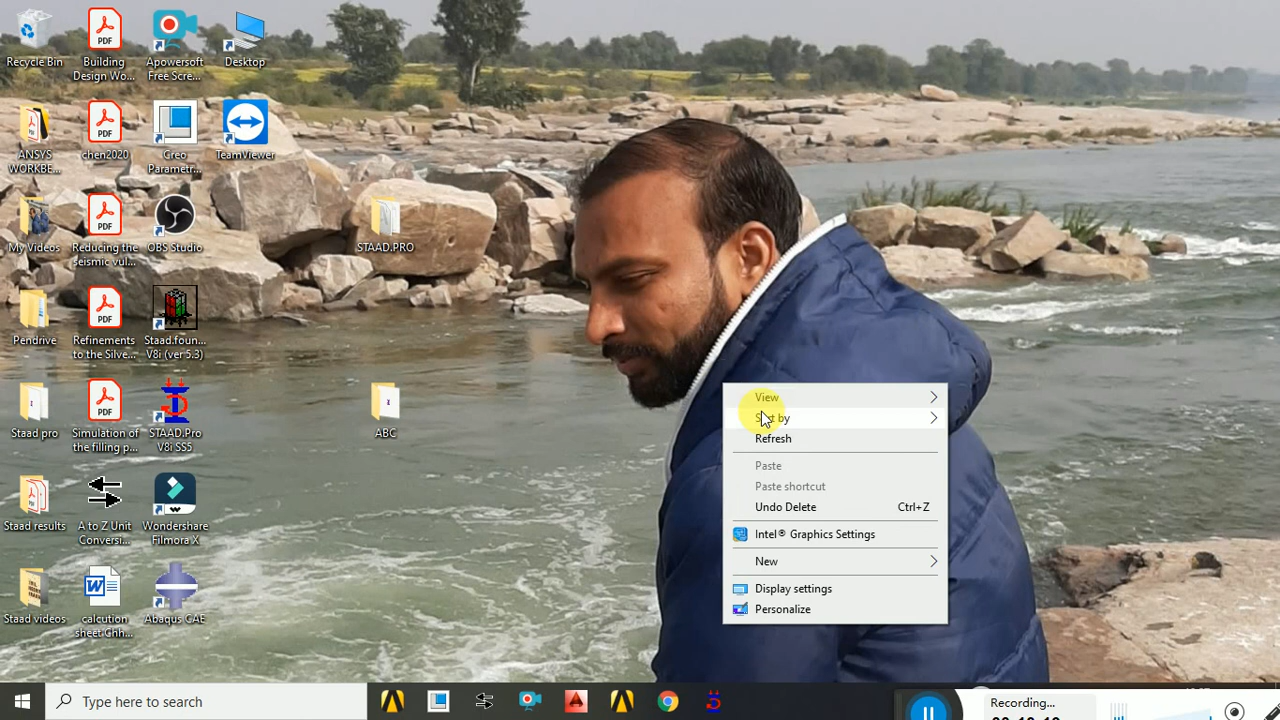 Recycle Bin
Building
Design Wo...
Apowersoft
Free Scre...
Desktop
ANSYS
WORKBE...
chen2020
Creo
Parametr...
TeamViewer
My Videos
Reducing the
seismic vul...
OBS Studio
STAAD.PRO
Pendrive
Refinements
to the Silve...
Staad.foun...
V8i (ver 5.3)
Staad pro
Simulation of
the filling p...
STAAD.Pro
V8i SS5
ABC
Staad results
A to Z Unit
Conversi...
Wondershare
Filmora X
Staad videos
calcution
sheet Chh...
Abaqus CAE
View
Sort by
Refresh
Paste
Paste shortcut
Undo Delete Ctrl+Z
Intel® Graphics Settings
New
Display settings
Personalize
Type here to search
Recording...